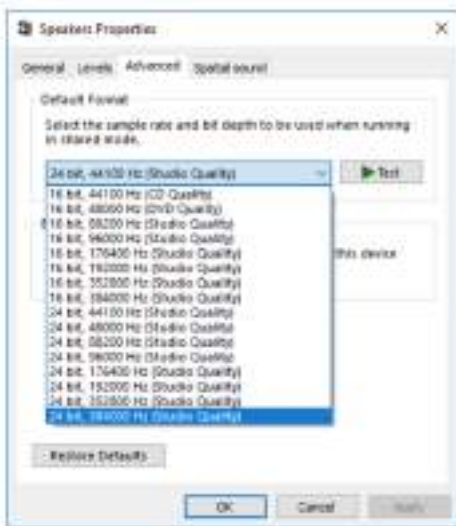 Speakers Properties
General Levels Advanced Spatial sound
Default Format
Select the sample rate and bit depth to be used when running
in shared mode.
24 bit, 44100 Hz (Studio Quality)
Test
16 bit, 44100 Hz (CD Quality)
16 bit, 48000 Hz (DVD Quality)
16 bit, 88200 Hz (Studio Quality)
16 bit, 96000 Hz (Studio Quality)
16 bit, 176400 Hz (Studio Quality)
16 bit, 192000 Hz (Studio Quality)
16 bit, 352800 Hz (Studio Quality)
16 bit, 384000 Hz (Studio Quality)
24 bit, 44100 Hz (Studio Quality)
24 bit, 48000 Hz (Studio Quality)
24 bit, 88200 Hz (Studio Quality)
24 bit, 96000 Hz (Studio Quality)
24 bit, 176400 Hz (Studio Quality)
24 bit, 192000 Hz (Studio Quality)
24 bit, 352800 Hz (Studio Quality)
24 bit, 384000 Hz (Studio Quality)
this device
Restore Defaults
OK Cancel Apply